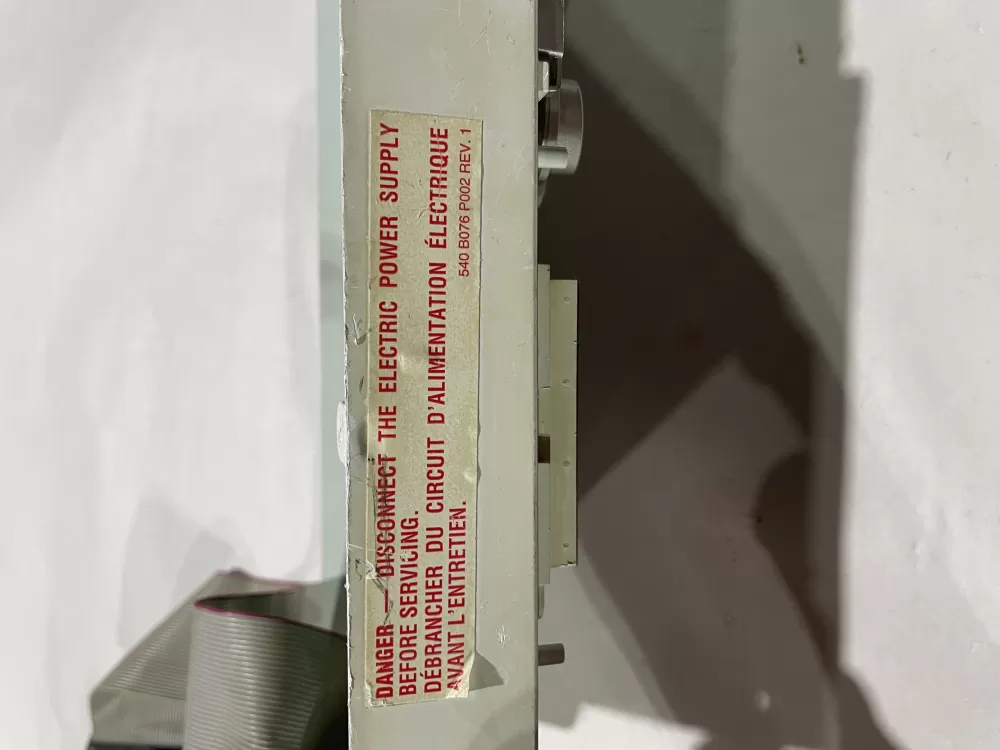 DANGER — DISCONNECT THE ELECTRIC POWER SUPPLY
BEFORE SERVICING.
DÉBRANCHER DU CIRCUIT D'ALIMENTATION ÉLECTRIQUE
AVANT L'ENTRETIEN.
540 B076 P002 REV. 1